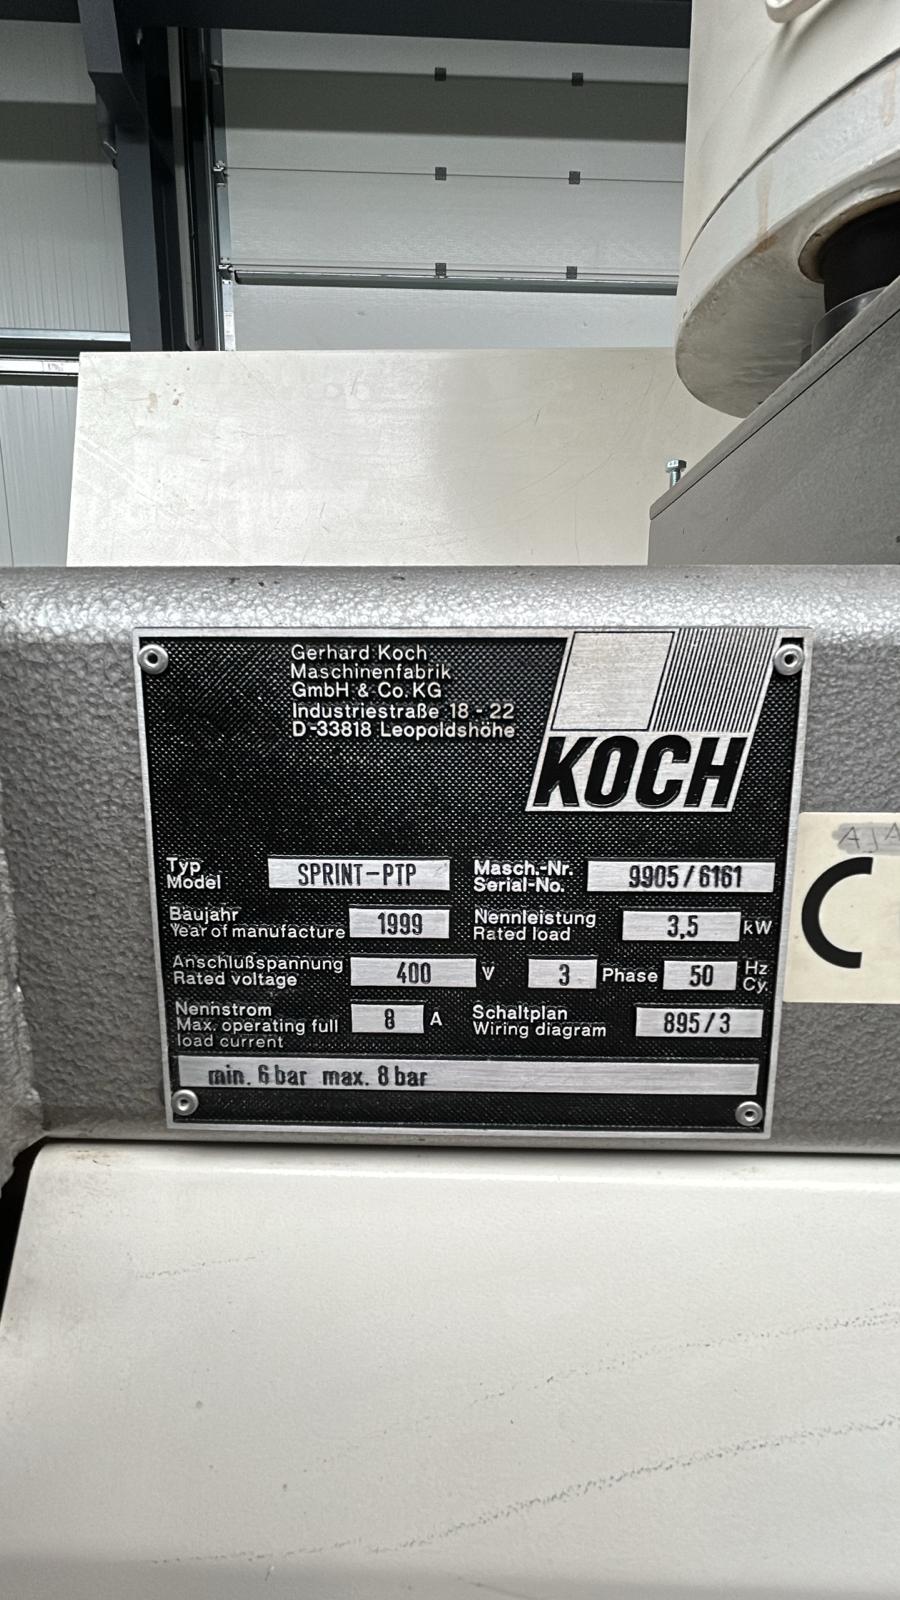 Gerhard Koch
Maschinenfabrik
GmbH & Co. KG
Industriestraße 18 - 22
D-33818 Leopoldshöhe
KOCH
Typ
Model
SPRINT-PTP
Masch.-Nr.
Serial-No.
9905/6161
Baujahr
Year of manufacture
1999
Nennleistung
Rated load
3,5
kW
Anschlußspannung
Rated voltage
400
V
3
Phase
50
Hz
Cy.
Nennstrom
Max. operating full
load current
8
A
Schaltplan
Wiring diagram
895/3
min. 6 bar max. 8 bar